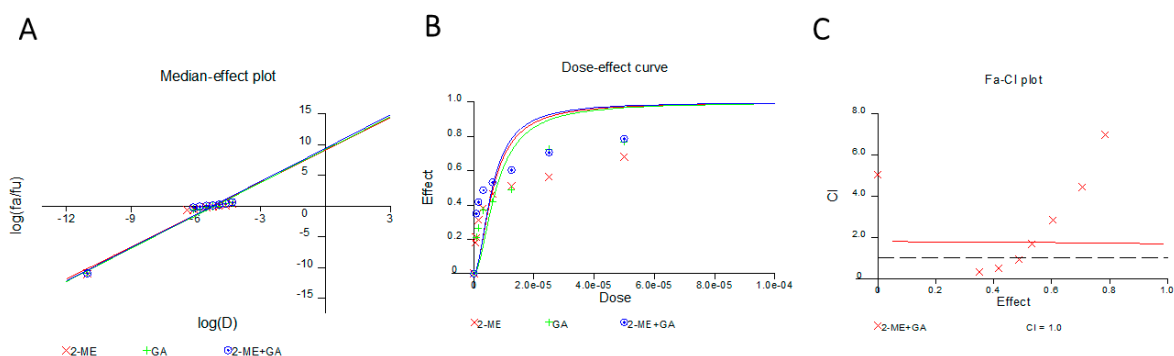 A
Median-effect plot
log(fa/fu)
15
10
5
0
-5
-10
-15
-12
-9
-6
-3
0
3
log(D)
2-ME
GA
2-ME+GA
B
Dose-effect curve
Effect
1.0
0.8
0.6
0.4
0.2
0
0
2.0e-05
4.0e-05
6.0e-05
8.0e-05
1.0e-04
Dose
2-ME
GA
2-ME+GA
C
Fa-CI plot
CI
8.0
6.0
4.0
2.0
0
0
0.2
0.4
0.6
0.8
1.0
Effect
2-ME+GA
CI = 1.0